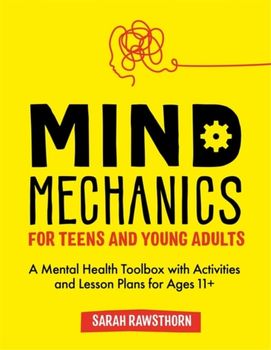 MIND
MECHANICS
FOR TEENS AND YOUNG ADULTS
A Mental Health Toolbox with Activities
and Lesson Plans for Ages 11+
SARAH RAWSTHORN